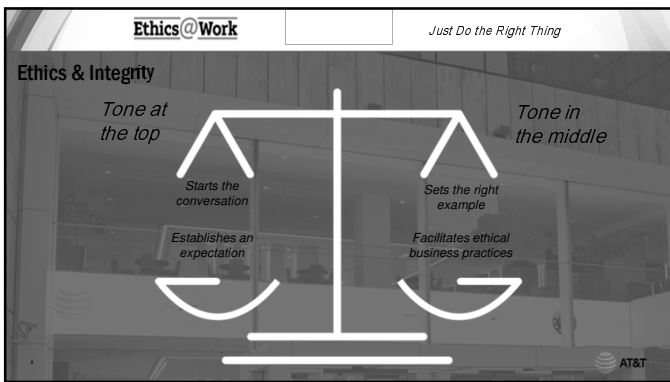 Ethics@Work
Just Do the Right Thing
Ethics & Integrity
Tone at
the top
Tone in
the middle
Starts the
conversation
Sets the right
example
Establishes an
expectation
Facilitates ethical
business practices
AT&T